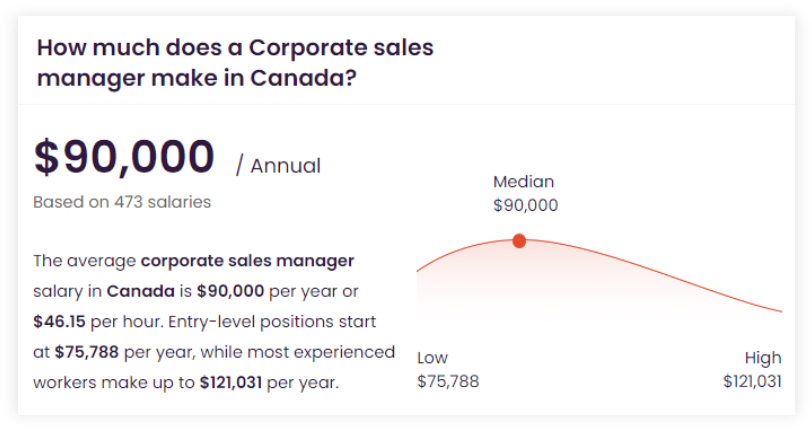 How much does a Corporate sales
manager make in Canada?
$90,000 / Annual
Based on 473 salaries
The average corporate sales manager
salary in Canada is $90,000 per year or
$46.15 per hour. Entry-level positions start
at $75,788 per year, while most experienced
workers make up to $121,031 per year.
Median
$90,000
Low
$75,788
High
$121,031